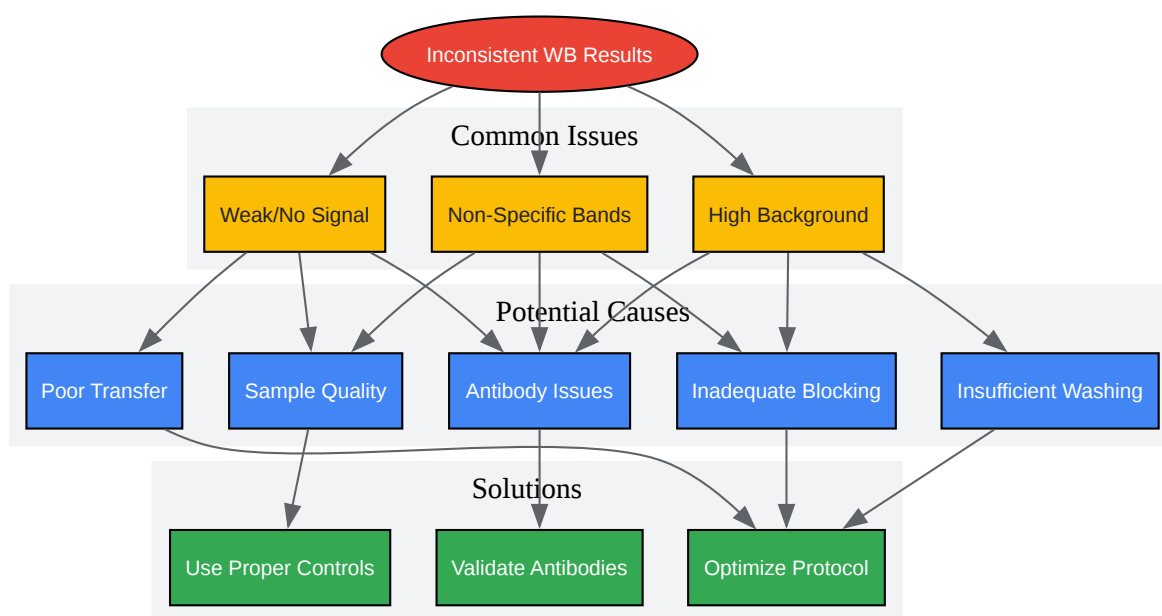 Inconsistent WB Results
Common Issues
Weak/No Signal
Non-Specific Bands
High Background
Potential Causes
Poor Transfer
Sample Quality
Antibody Issues
Inadequate Blocking
Insufficient Washing
Solutions
Use Proper Controls
Validate Antibodies
Optimize Protocol